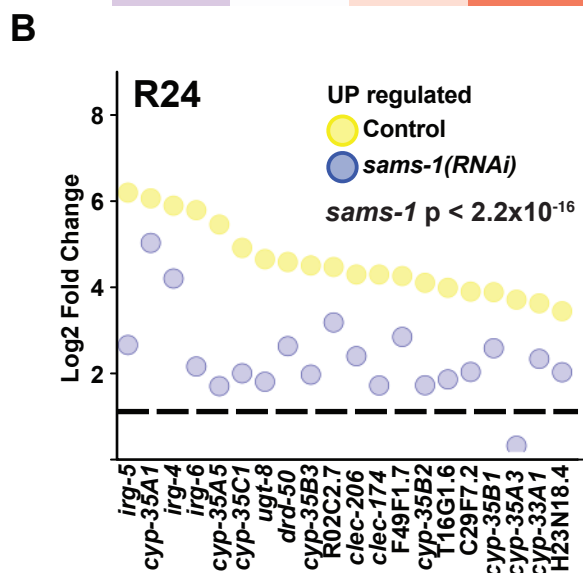 B
R24
UP regulated
Control
sams-1(RNAi)
sams-1 p < 2.2x10⁻¹⁶
Log2 Fold Change
8
6
4
2
irg-5
cyp-35A1
irg-4
irg-6
cyp-35A5
cyp-35C1
ugt-8
drd-50
cyp-35B3
R02C2.7
clec-206
clec-174
F49F1.7
cyp-35B2
T16G1.6
C29F7.2
cyp-35B1
cyp-35A3
cyp-33A1
H23N18.4